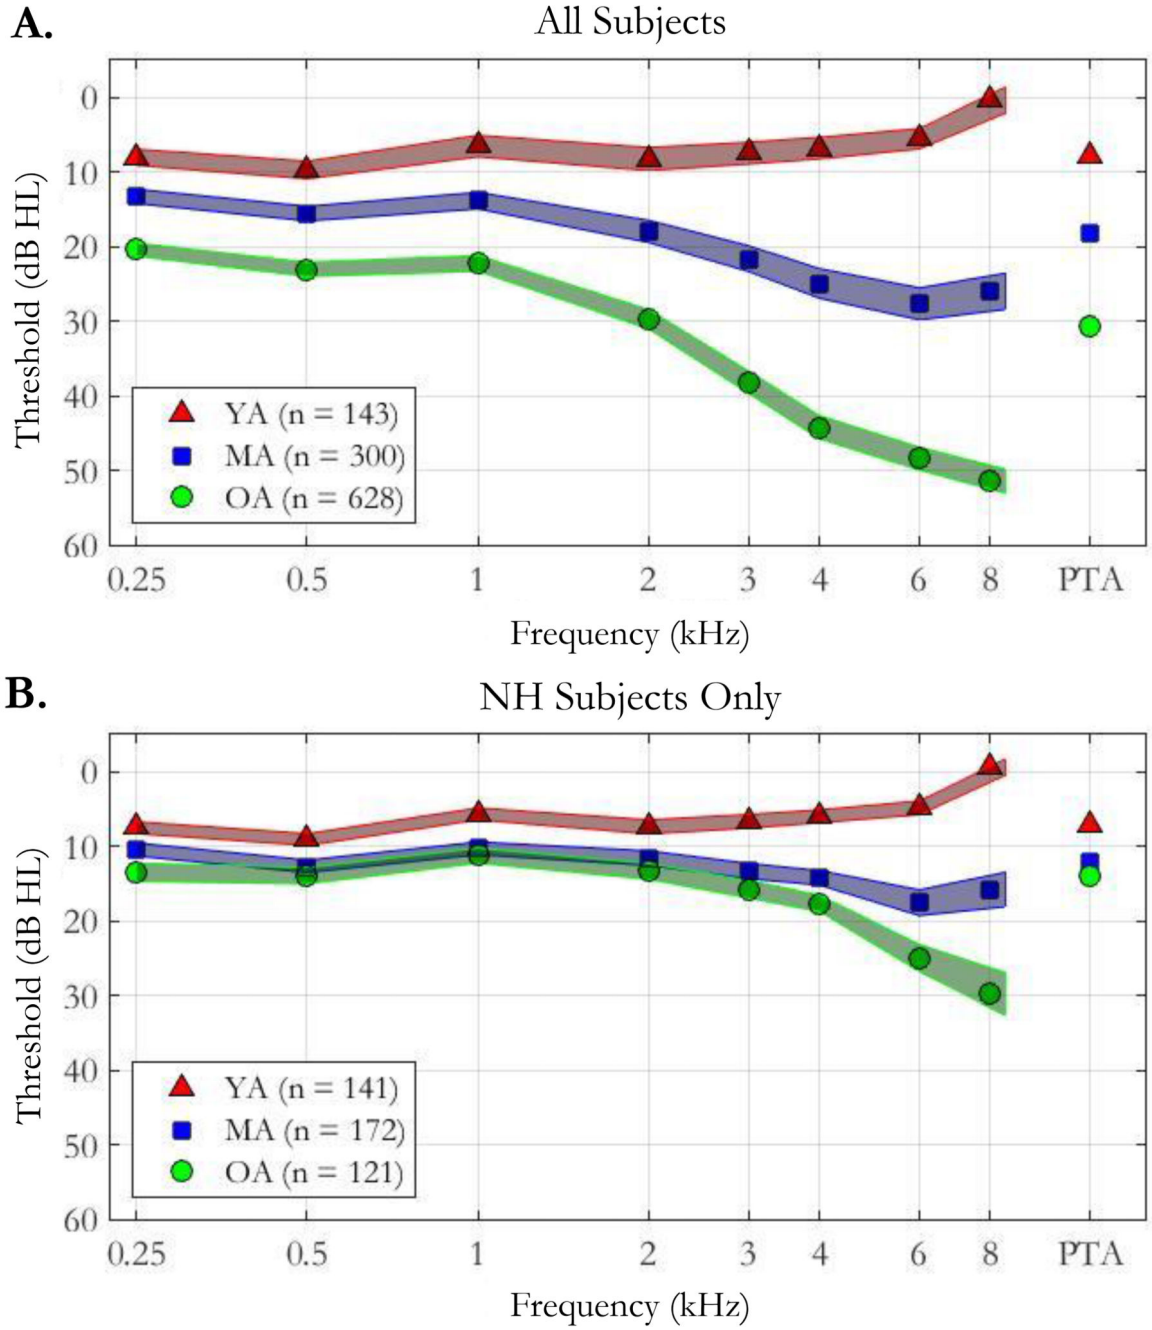 A.
All Subjects
Threshold (dB HL)
0
10
20
30
40
50
60
YA (n = 143)
MA (n = 300)
OA (n = 628)
0.25 0.5 1 2 3 4 6 8 PTA
Frequency (kHz)
B.
NH Subjects Only
Threshold (dB HL)
0
10
20
30
40
50
60
YA (n = 141)
MA (n = 172)
OA (n = 121)
0.25 0.5 1 2 3 4 6 8 PTA
Frequency (kHz)